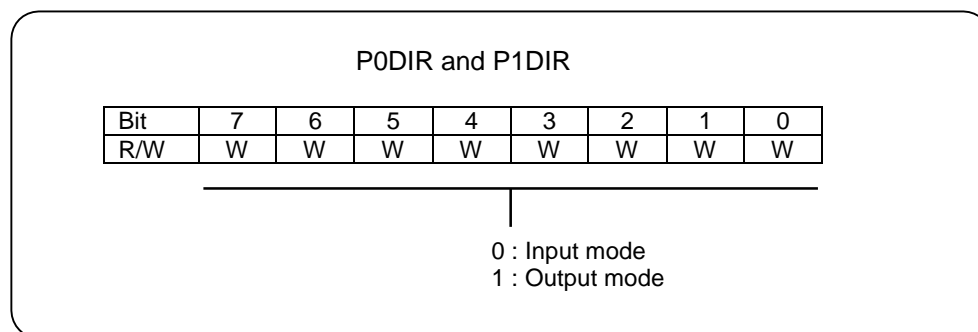 P0DIR and P1DIR
Bit 7 6 5 4 3 2 1 0
R/W W W W W W W W W
0 : Input mode
1 : Output mode